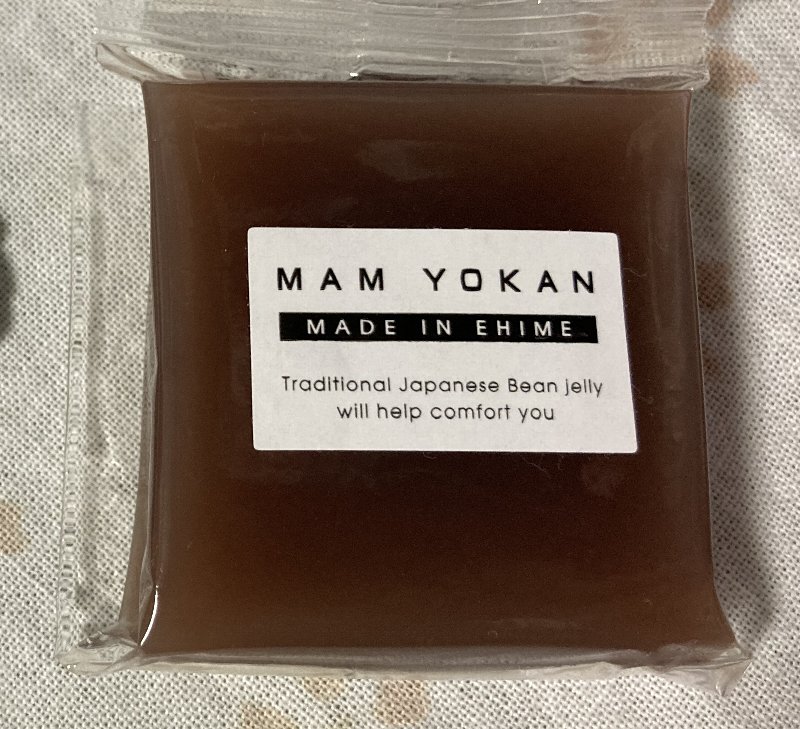 MAM YOKAN
MADE IN EHIME
Traditional Japanese Bean jelly
will help comfort you